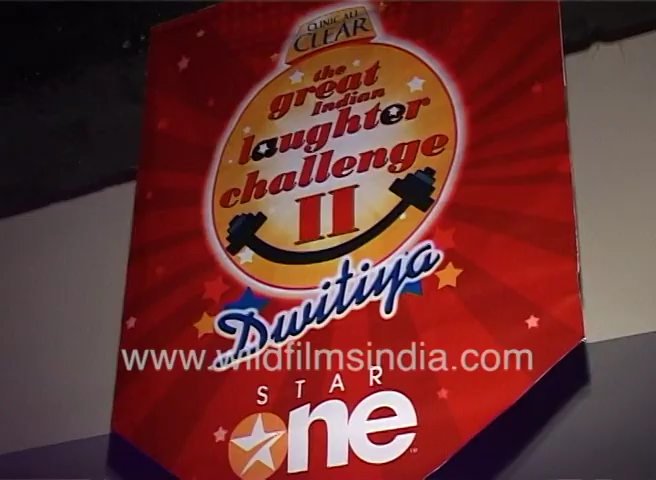 CLINIC ALL
CLEAR
the
great
Indian
laughter
challenge
II
Dwitiya
www.wildfilmsindia.com
STAR
one